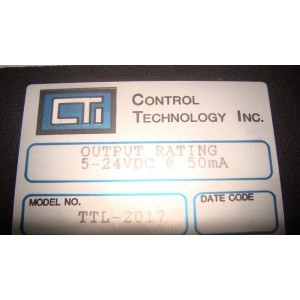 CTi
CONTROL
TECHNOLOGY INC.
OUTPUT RATING
5-24VDC @ 50mA
MODEL NO.
DATE CODE
TTL-2017